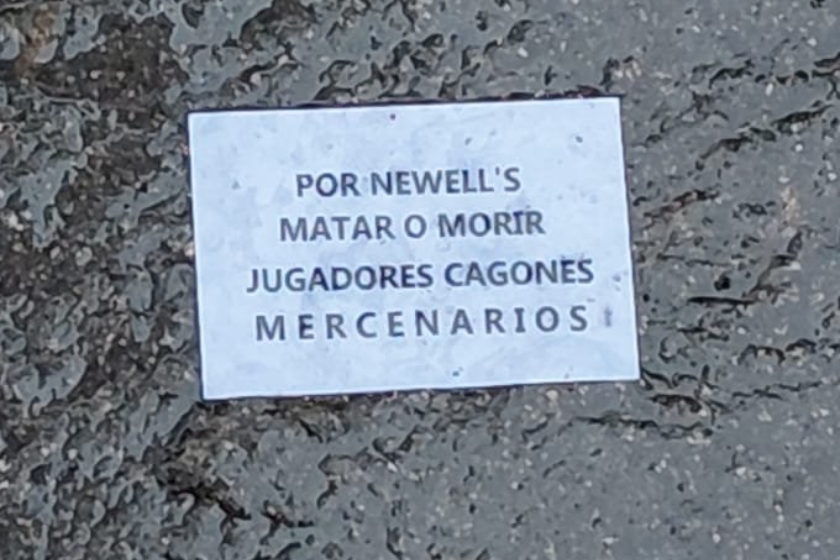 POR NEWELL'S
MATAR O MORIR
JUGADORES CAGONES
MERCENARIOS